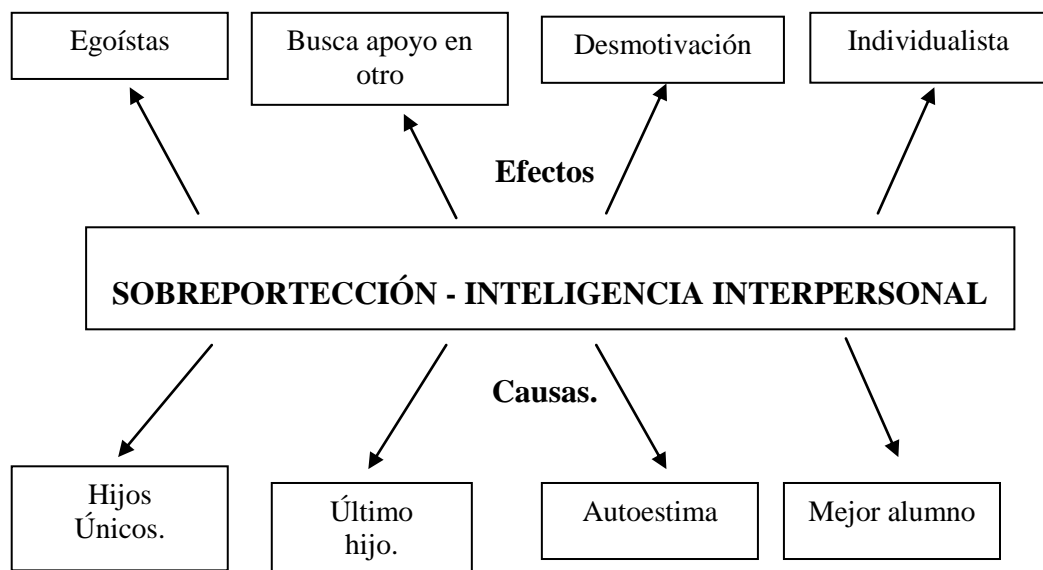 Egoístas
Busca apoyo en
otro
Desmotivación
Individualista
Efectos
SOBREPORTECCIÓN - INTELIGENCIA INTERPERSONAL
Causas.
Hijos
Únicos.
Último
hijo.
Autoestima
Mejor alumno